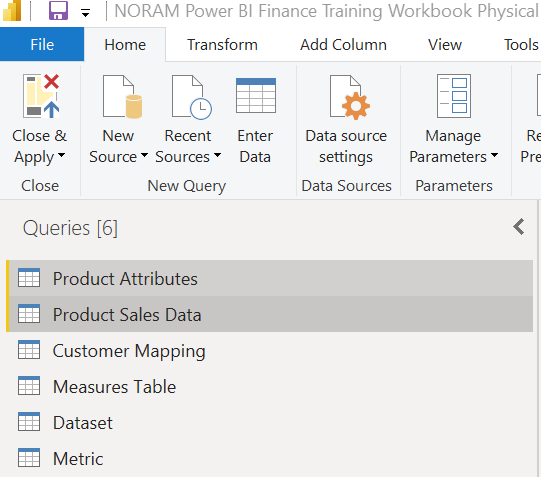 NORAM Power BI Finance Training Workbook Physical
File Home Transform Add Column View Tools
Close & Apply
New Source
Recent Sources
Enter Data
Data source settings
Manage Parameters
Close New Query Data Sources Parameters
Queries [6]
Product Attributes
Product Sales Data
Customer Mapping
Measures Table
Dataset
Metric